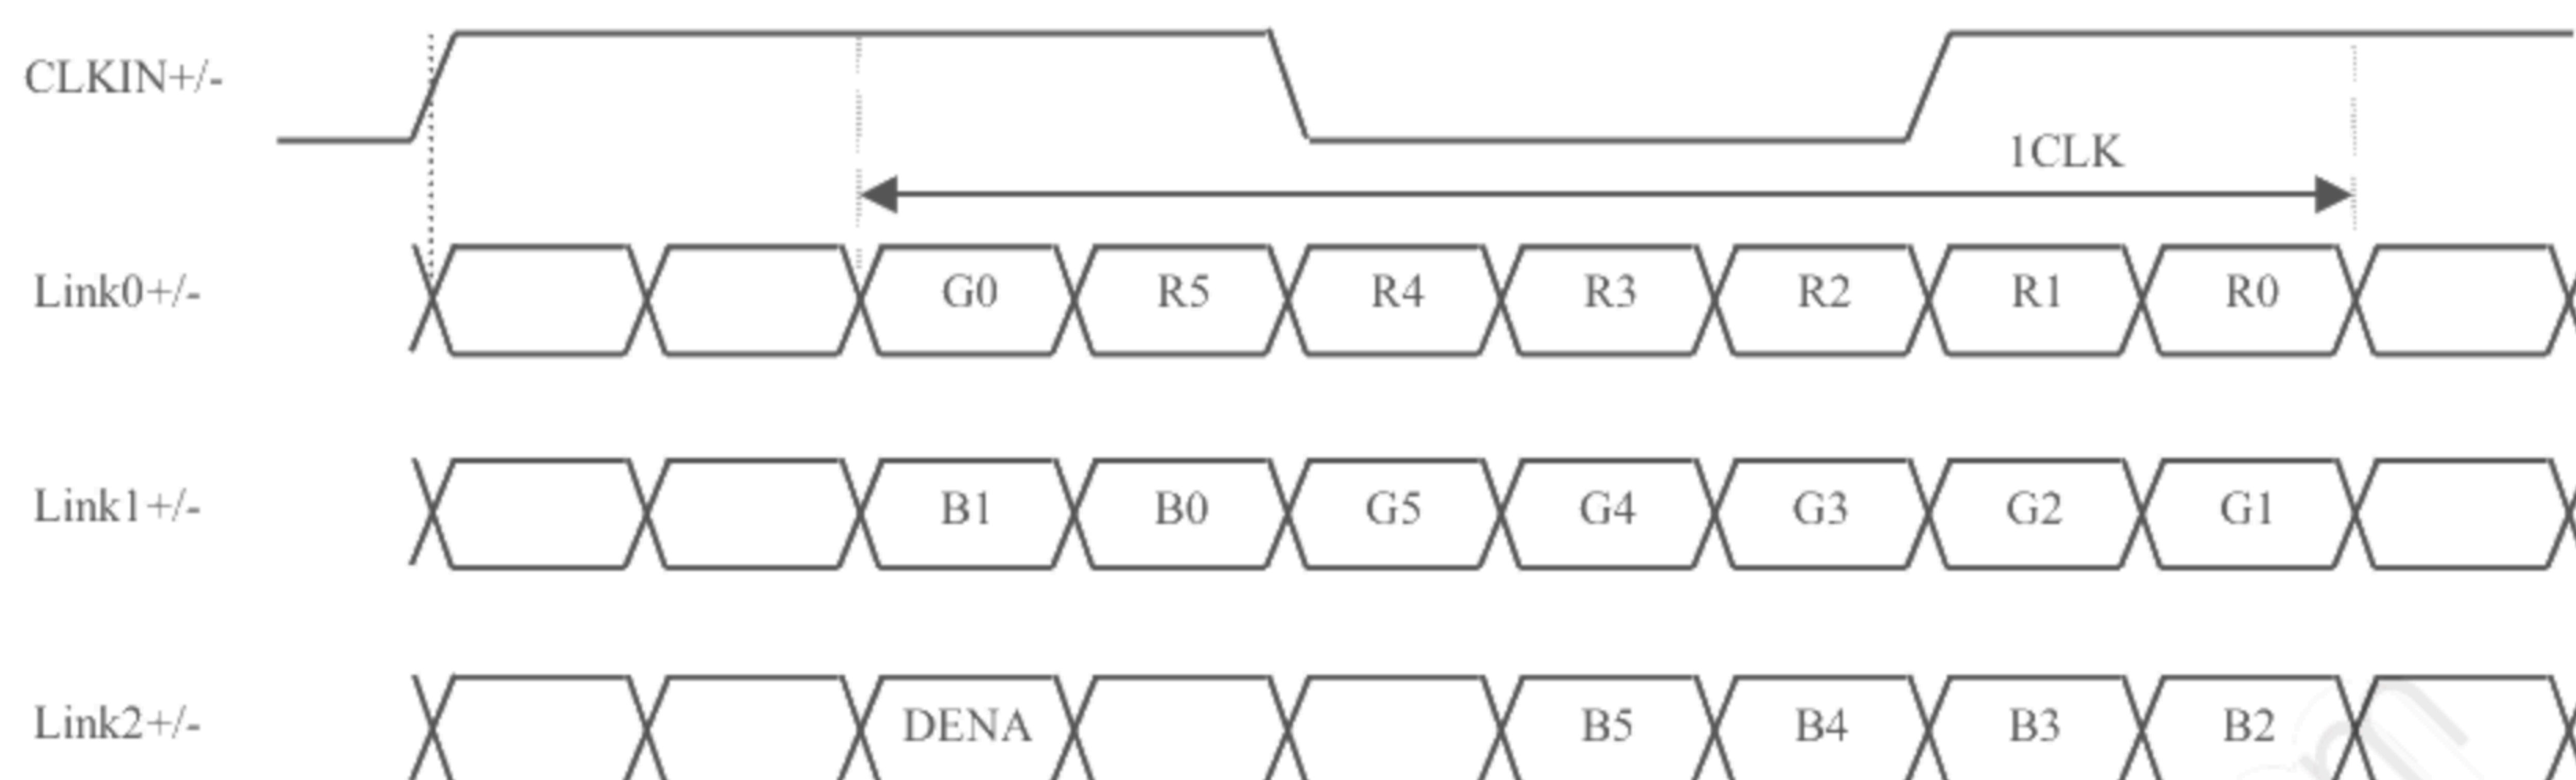 CLKIN+/-
1CLK
Link0+/- G0 R5 R4 R3 R2 R1 R0
Link1+/- B1 B0 G5 G4 G3 G2 G1
Link2+/- DENA B5 B4 B3 B2